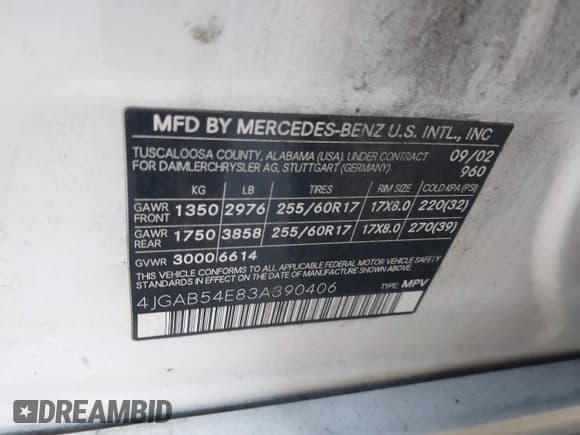 MFD BY MERCEDES-BENZ U.S. INTL., INC
TUSCALOOSA COUNTY, ALABAMA (USA). UNDER CONTRACT 09/02
FOR DAIMLERCHRYSLER AG, STUTTGART (GERMANY) 960
KG LB TIRES RIM SIZE COLD KPA (PSI)
GAWR FRONT 1350 2976 255/60R17 17X8.0 220(32)
GAWR REAR 1750 3858 255/60R17 17X8.0 270(39)
GVWR 3000 6614
THIS VEHICLE CONFORMS TO ALL APPLICABLE FEDERAL MOTOR VEHICLE SAFETY
STANDARDS IN EFFECT ON THE DATE OF MANUFACTURE SHOWN ABOVE.
4JGAB54E83A390406 TYPE: MPV
DREAMBID